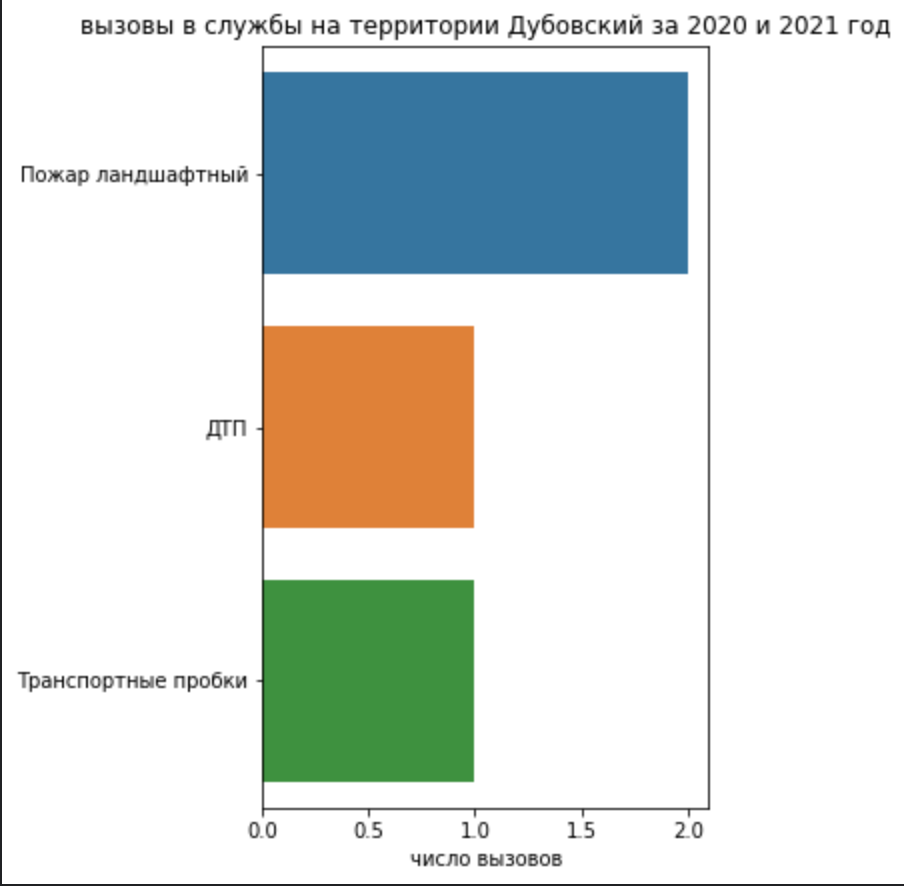 вызовы в службы на территории Дубовский за 2020 и 2021 год
Пожар ландшафтный
ДТП
Транспортные пробки
0.0 0.5 1.0 1.5 2.0
число вызовов